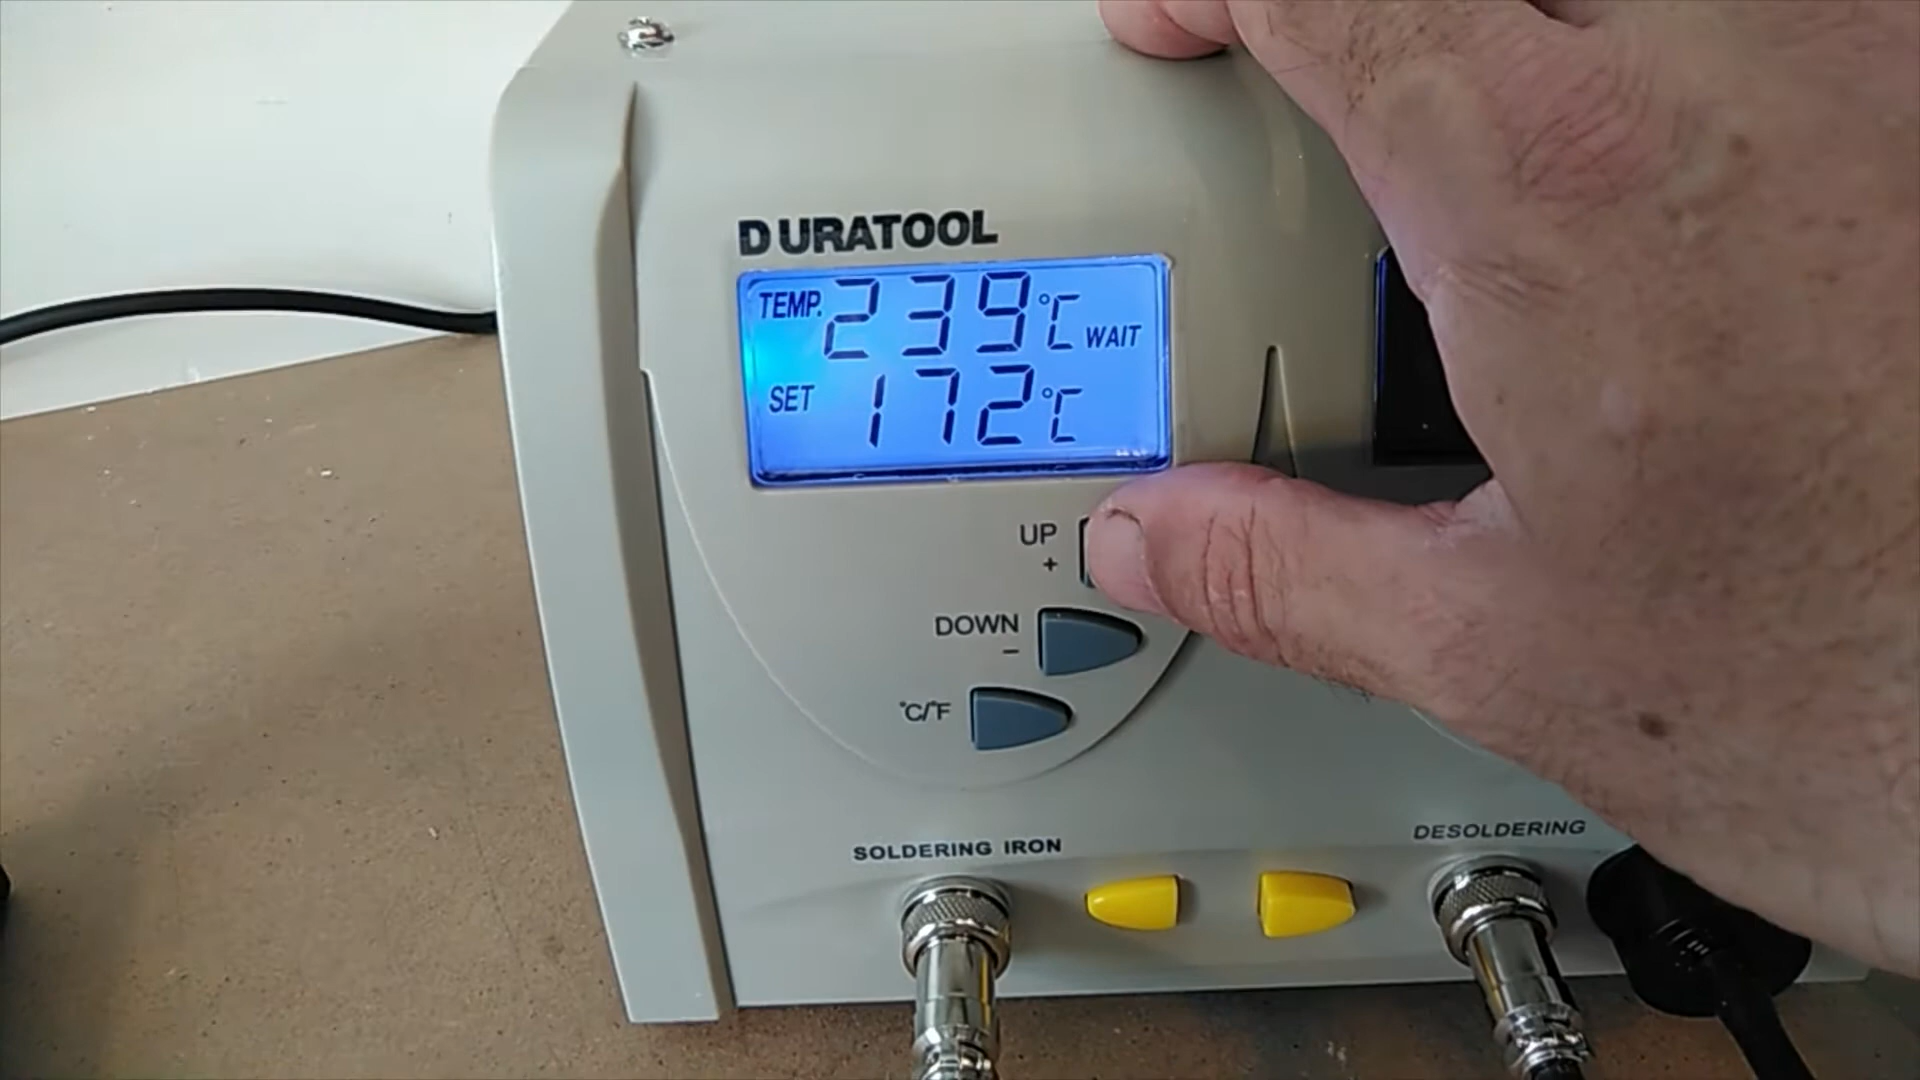 DURATOOL
TEMP. 239°C WAIT
SET 172°C
UP
+
DOWN
−
°C/°F
SOLDERING IRON
DESOLDERING